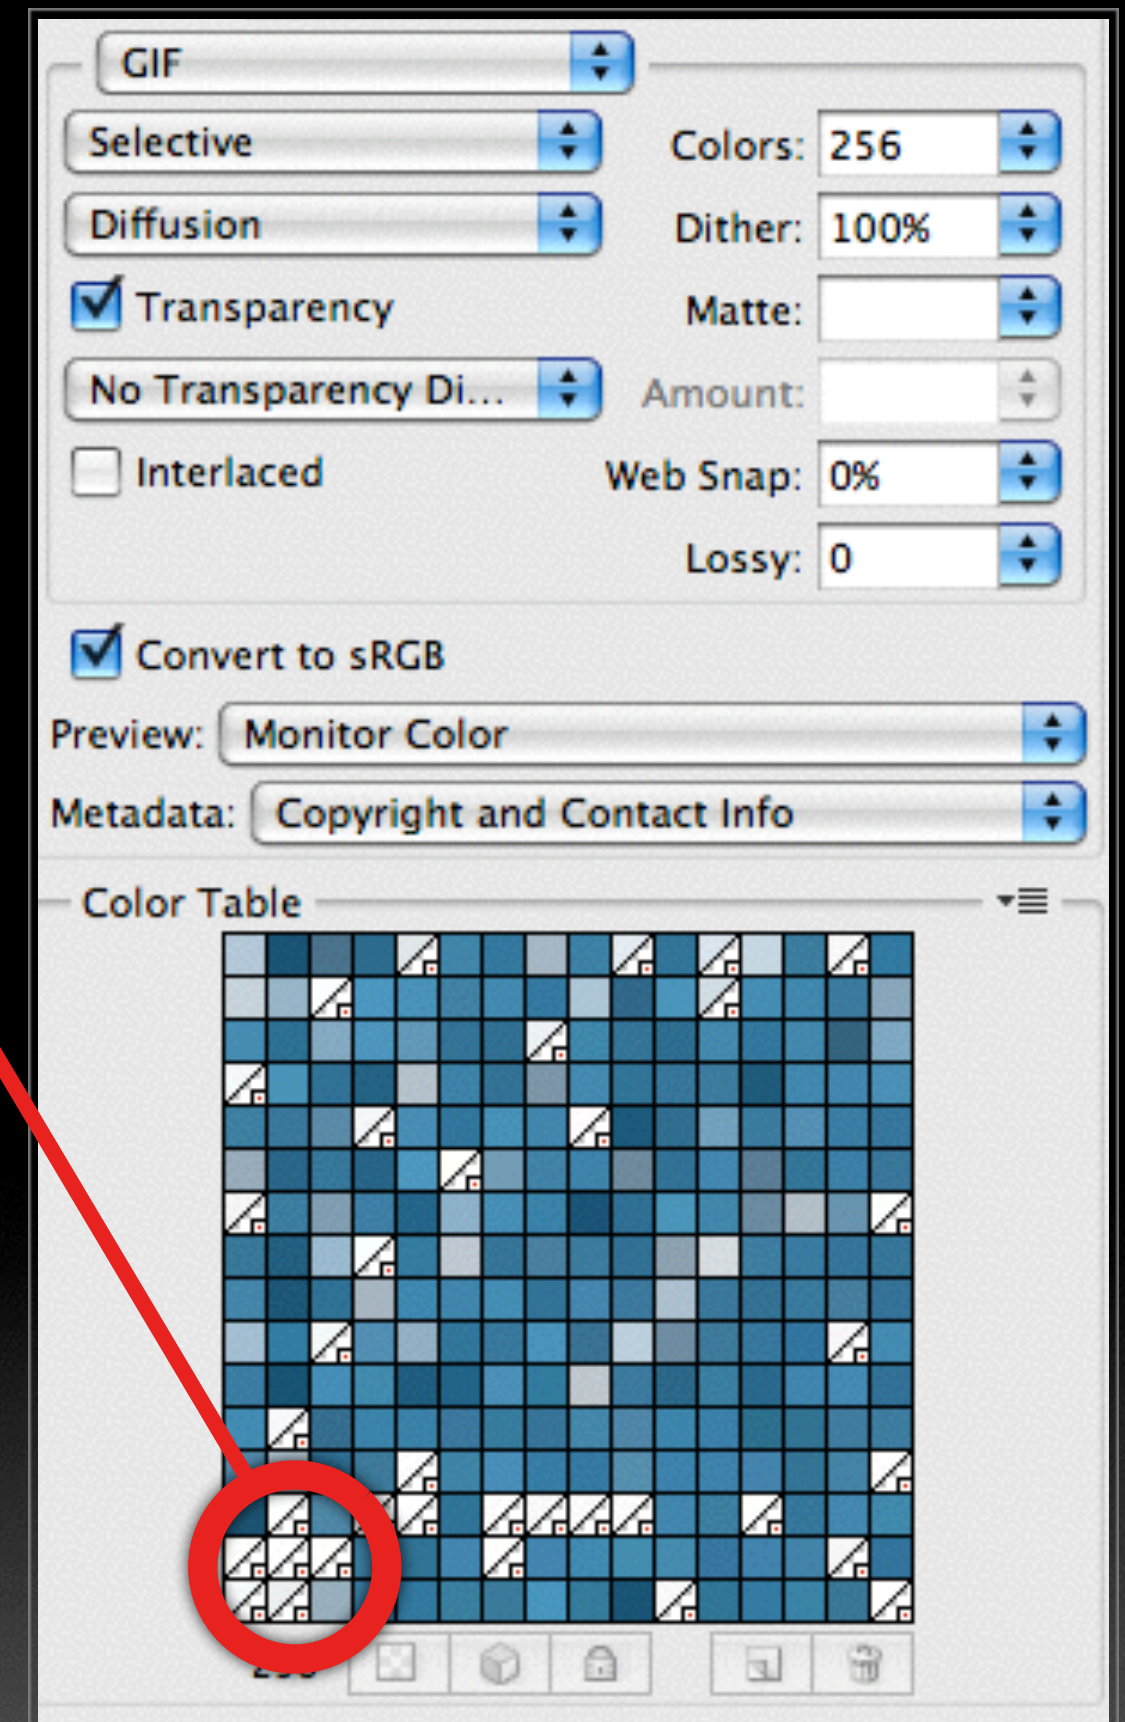 GIF
Selective Colors: 256
Diffusion Dither: 100%
Transparency Matte:
No Transparency Di... Amount:
Interlaced Web Snap: 0%
Lossy: 0
Convert to sRGB
Preview: Monitor Color
Metadata: Copyright and Contact Info
Color Table